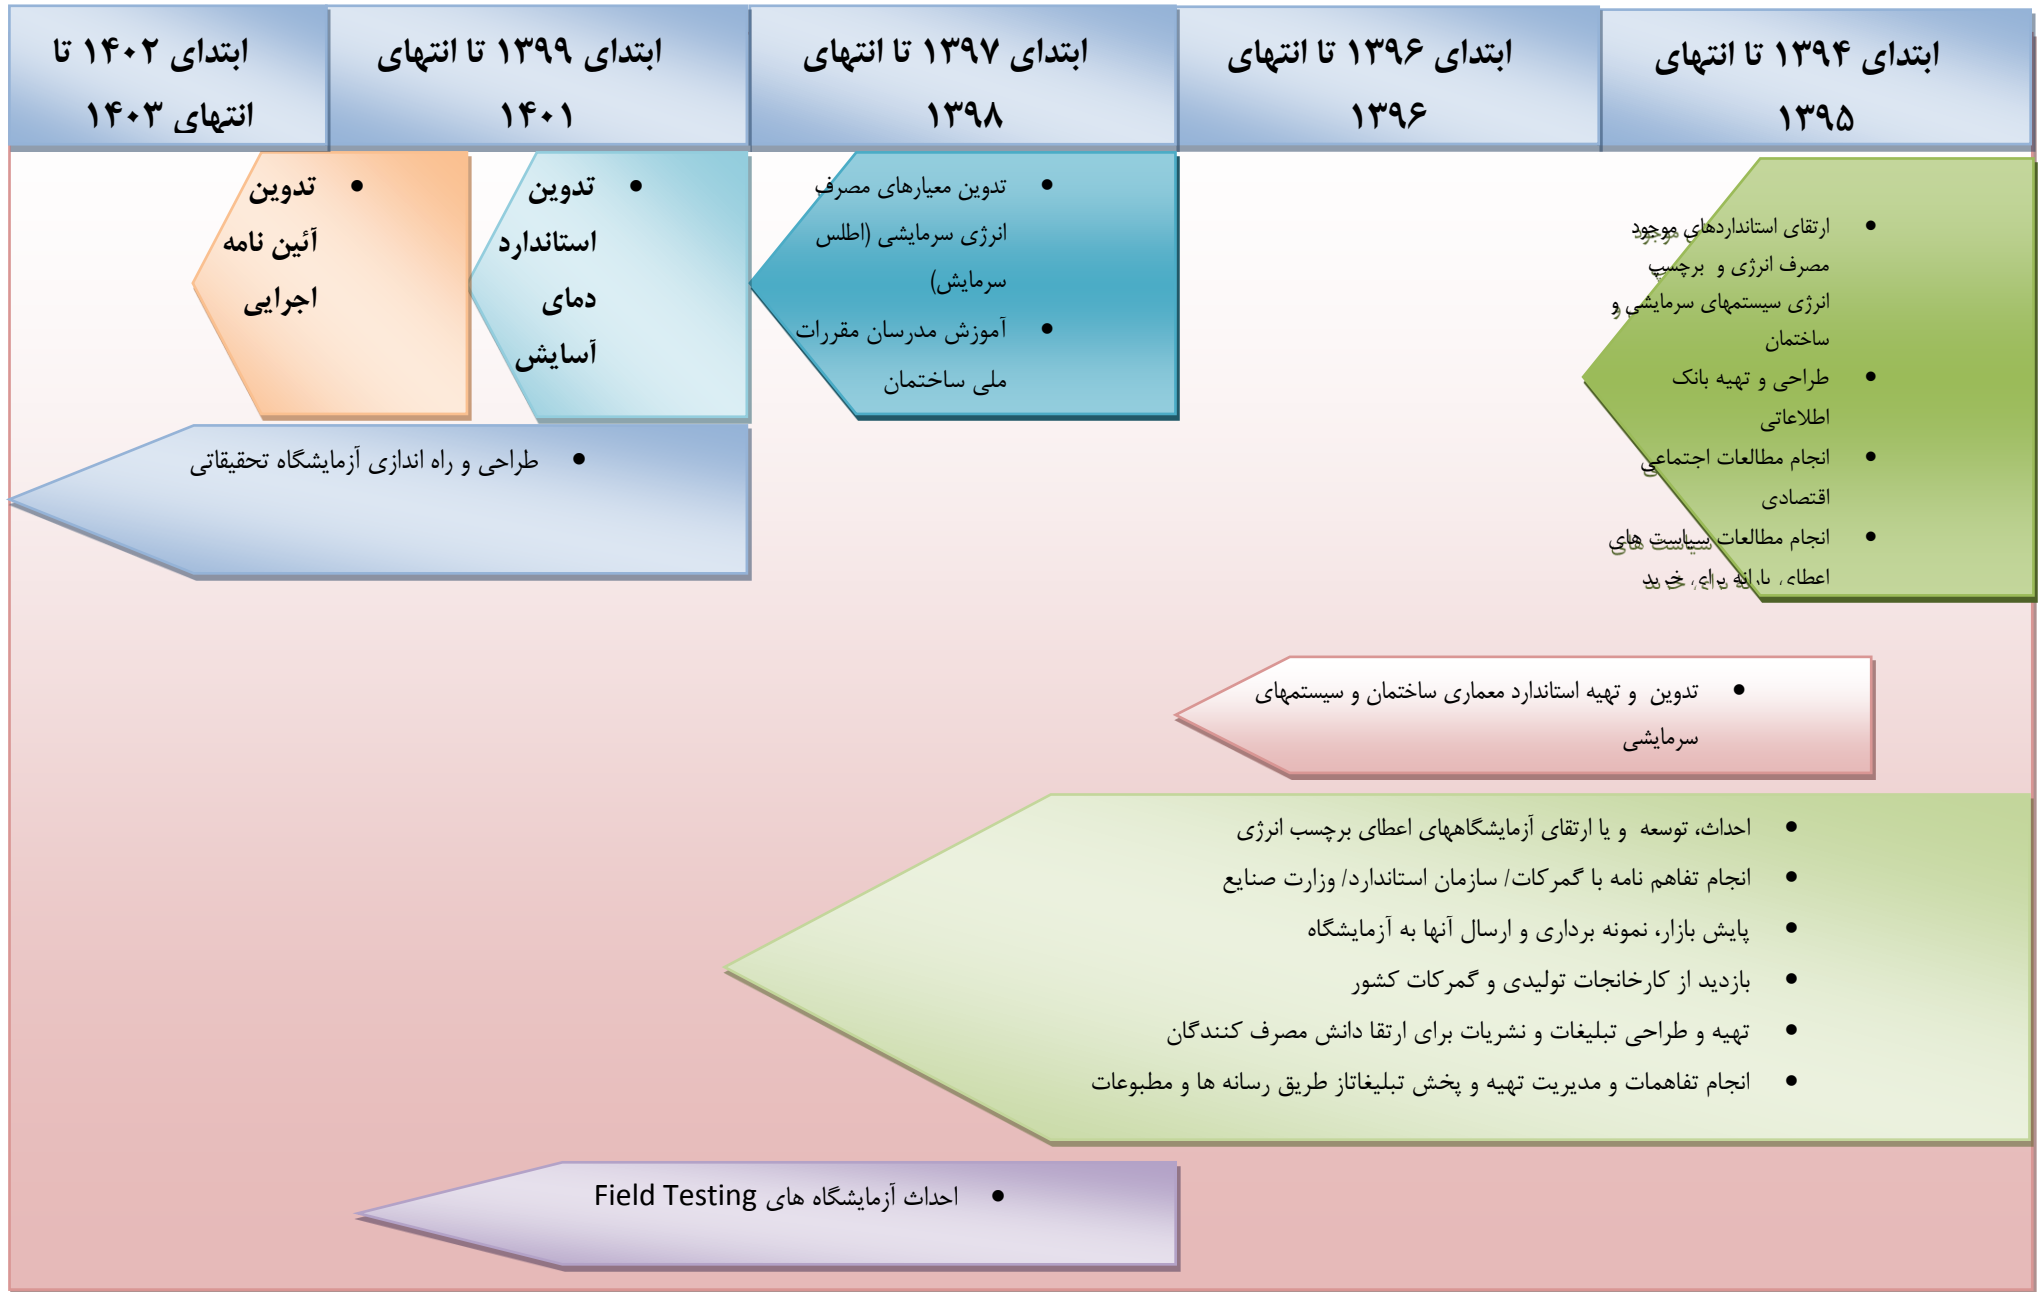 ابتدای ۱۳۹۴ تا انتهای
۱۳۹۵
ابتدای ۱۳۹۶ تا انتهای
۱۳۹۶
ابتدای ۱۳۹۷ تا انتهای
۱۳۹۸
ابتدای ۱۳۹۹ تا انتهای
۱۴۰۱
ابتدای ۱۴۰۲ تا
انتهای ۱۴۰۳
• ارتقای استانداردهای موجود
مصرف انرژی و برچسپ
انرژی سیستمهای سرمایشی و
ساختمان
• طراحی و تهیه بانک
اطلاعاتی
• انجام مطالعات اجتماعی
اقتصادی
• انجام مطالعات سیاست های
اعطای یارانه برای خرید
• تدوین معیارهای مصرف
انرژی سرمایشی (اطلس
سرمایش)
• آموزش مدرسان مقررات
ملی ساختمان
• تدوین
استاندارد
دمای
آسایش
• تدوین
آئین نامه
اجرایی
• طراحی و راه اندازی آزمایشگاه تحقیقاتی
• تدوین و تهیه استاندارد معماری ساختمان و سیستمهای
سرمایشی
• احداث، توسعه و یا ارتقای آزمایشگاههای اعطای برچسب انرژی
• انجام تفاهم نامه با گمرکات/ سازمان استاندارد/ وزارت صنایع
• پایش بازار، نمونه برداری و ارسال آنها به آزمایشگاه
• بازدید از کارخانجات تولیدی و گمرکات کشور
• تهیه و طراحی تبلیغات و نشریات برای ارتقا دانش مصرف کنندگان
• انجام تفاهمات و مدیریت تهیه و پخش تبلیغاتاز طریق رسانه ها و مطبوعات
• احداث آزمایشگاه های Field Testing